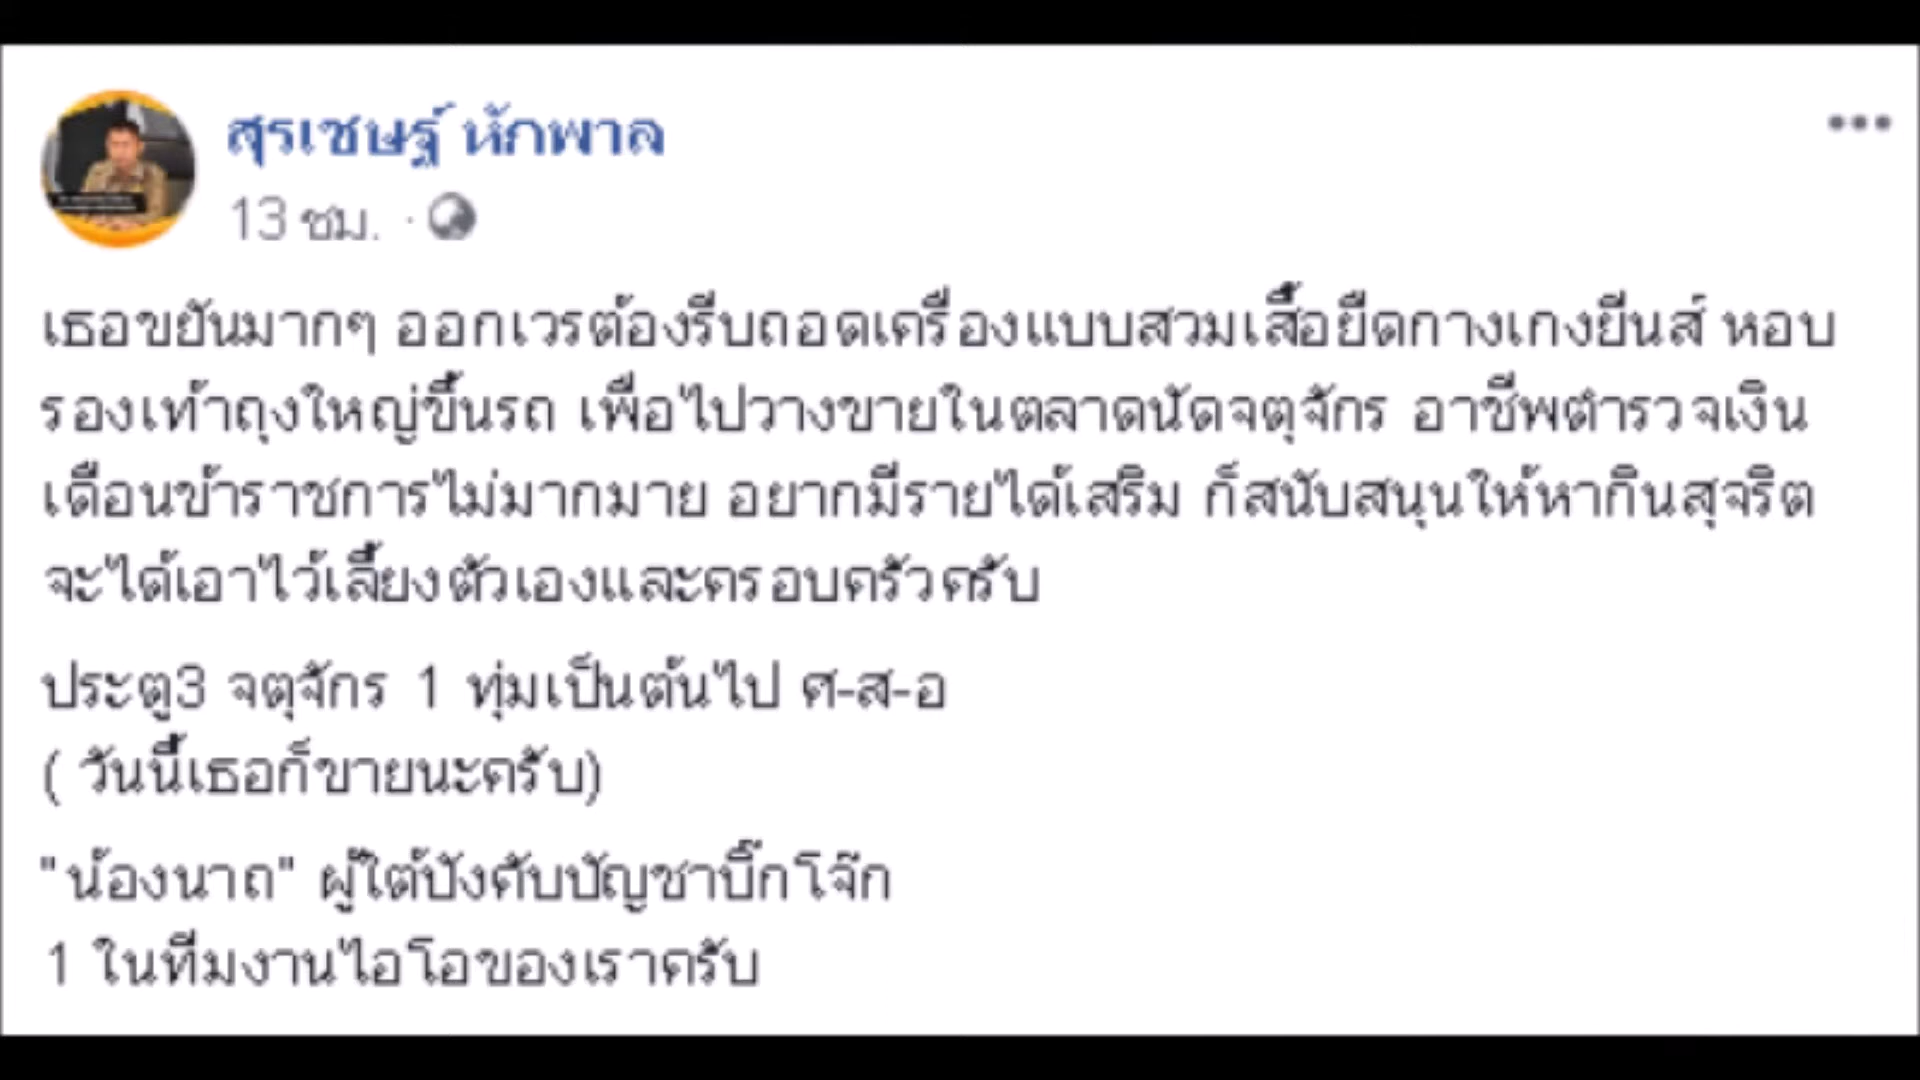 สุรเชษฐ์ หักพาล
13 ชม. ·
เธอขยันมากๆ ออกเวรต้องรีบถอดเครื่องแบบสวมเสื้อยืดกางเกงยีนส์ หอบ
รองเท้าถุงใหญ่ขึ้นรถ เพื่อไปวางขายในตลาดนัดจตุจักร อาชีพตำรวจเงิน
เดือนข้าราชการไม่มากมาย อยากมีรายได้เสริม ก็สนับสนุนให้หากินสุจริต
จะได้เอาไว้เลี้ยงตัวเองและครอบครัวครับ
ประตู3 จตุจักร 1 ทุ่มเป็นต้นไป ศ-ส-อ
( วันนี้เธอก็ขายนะครับ)
"น้องนาถ" ผู้ใต้บังคับบัญชาบิ๊กโจ๊ก
1 ในทีมงานไอโอของเราครับ